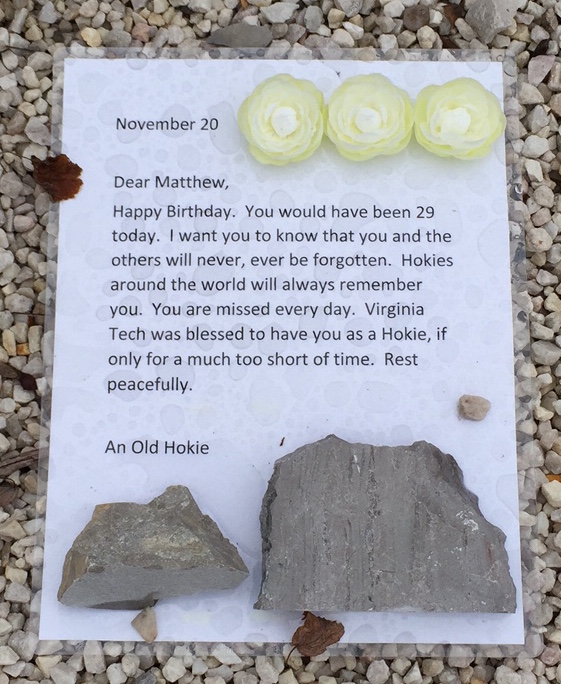 November 20
Dear Matthew,
Happy Birthday. You would have been 29
today. I want you to know that you and the
others will never, ever be forgotten. Hokies
around the world will always remember
you. You are missed every day. Virginia
Tech was blessed to have you as a Hokie, if
only for a much too short of time. Rest
peacefully.
An Old Hokie